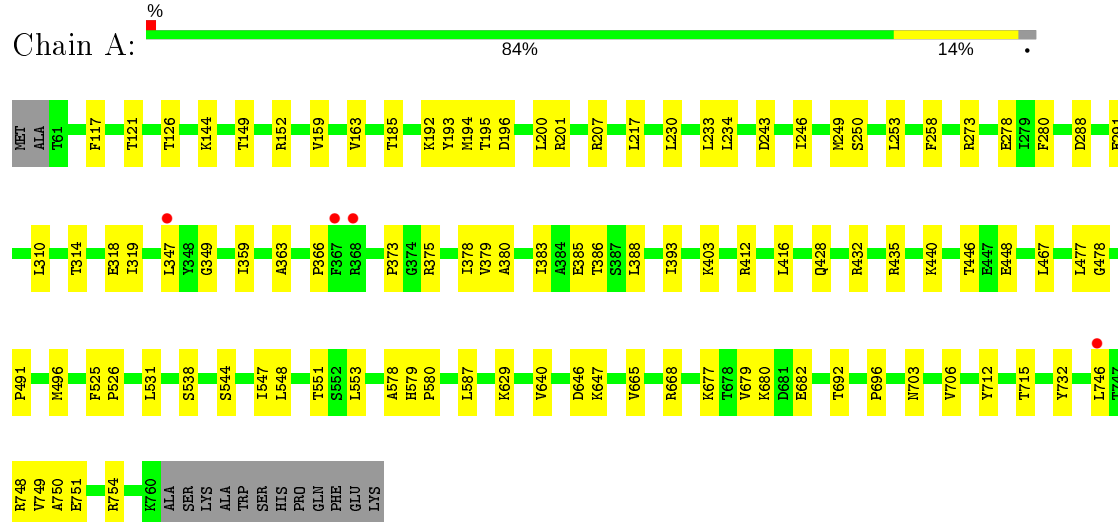 %
Chain A:
84% 14% •
MET ALA T61 F117 T121 T126 K144 T149 R152 V159 V163 T185 K192 Y193 M194 T195 D196 L200 R201 R207 L217 L230 L233 L234 D243 I246 M249 S250 L253 F258 R273 E278 I279 F280 D288
L310 T314 E318 I319 L347 Y348 G349 I359 A363 P366 F367 R368 P373 G374 R375 I378 V379 A380 I383 A384 E385 T386 S387 L388 I393 K403 R412 L416 Q428 R432 R435 K440 T446 E447 E448 L467 L477 G478
P491 M496 F525 P526 L531 S538 S544 I547 L548 T551 S552 L553 A578 H579 P580 L587 K629 V640 D646 K647 V665 R668 K677 T678 V679 K680 D681 E682 T692 P696 N703 V706 Y712 T715 Y732 L746
R748 V749 A750 E751 R754 K760 ALA SER LYS ALA TRP SER HIS PRO GLN PHE GLU LYS